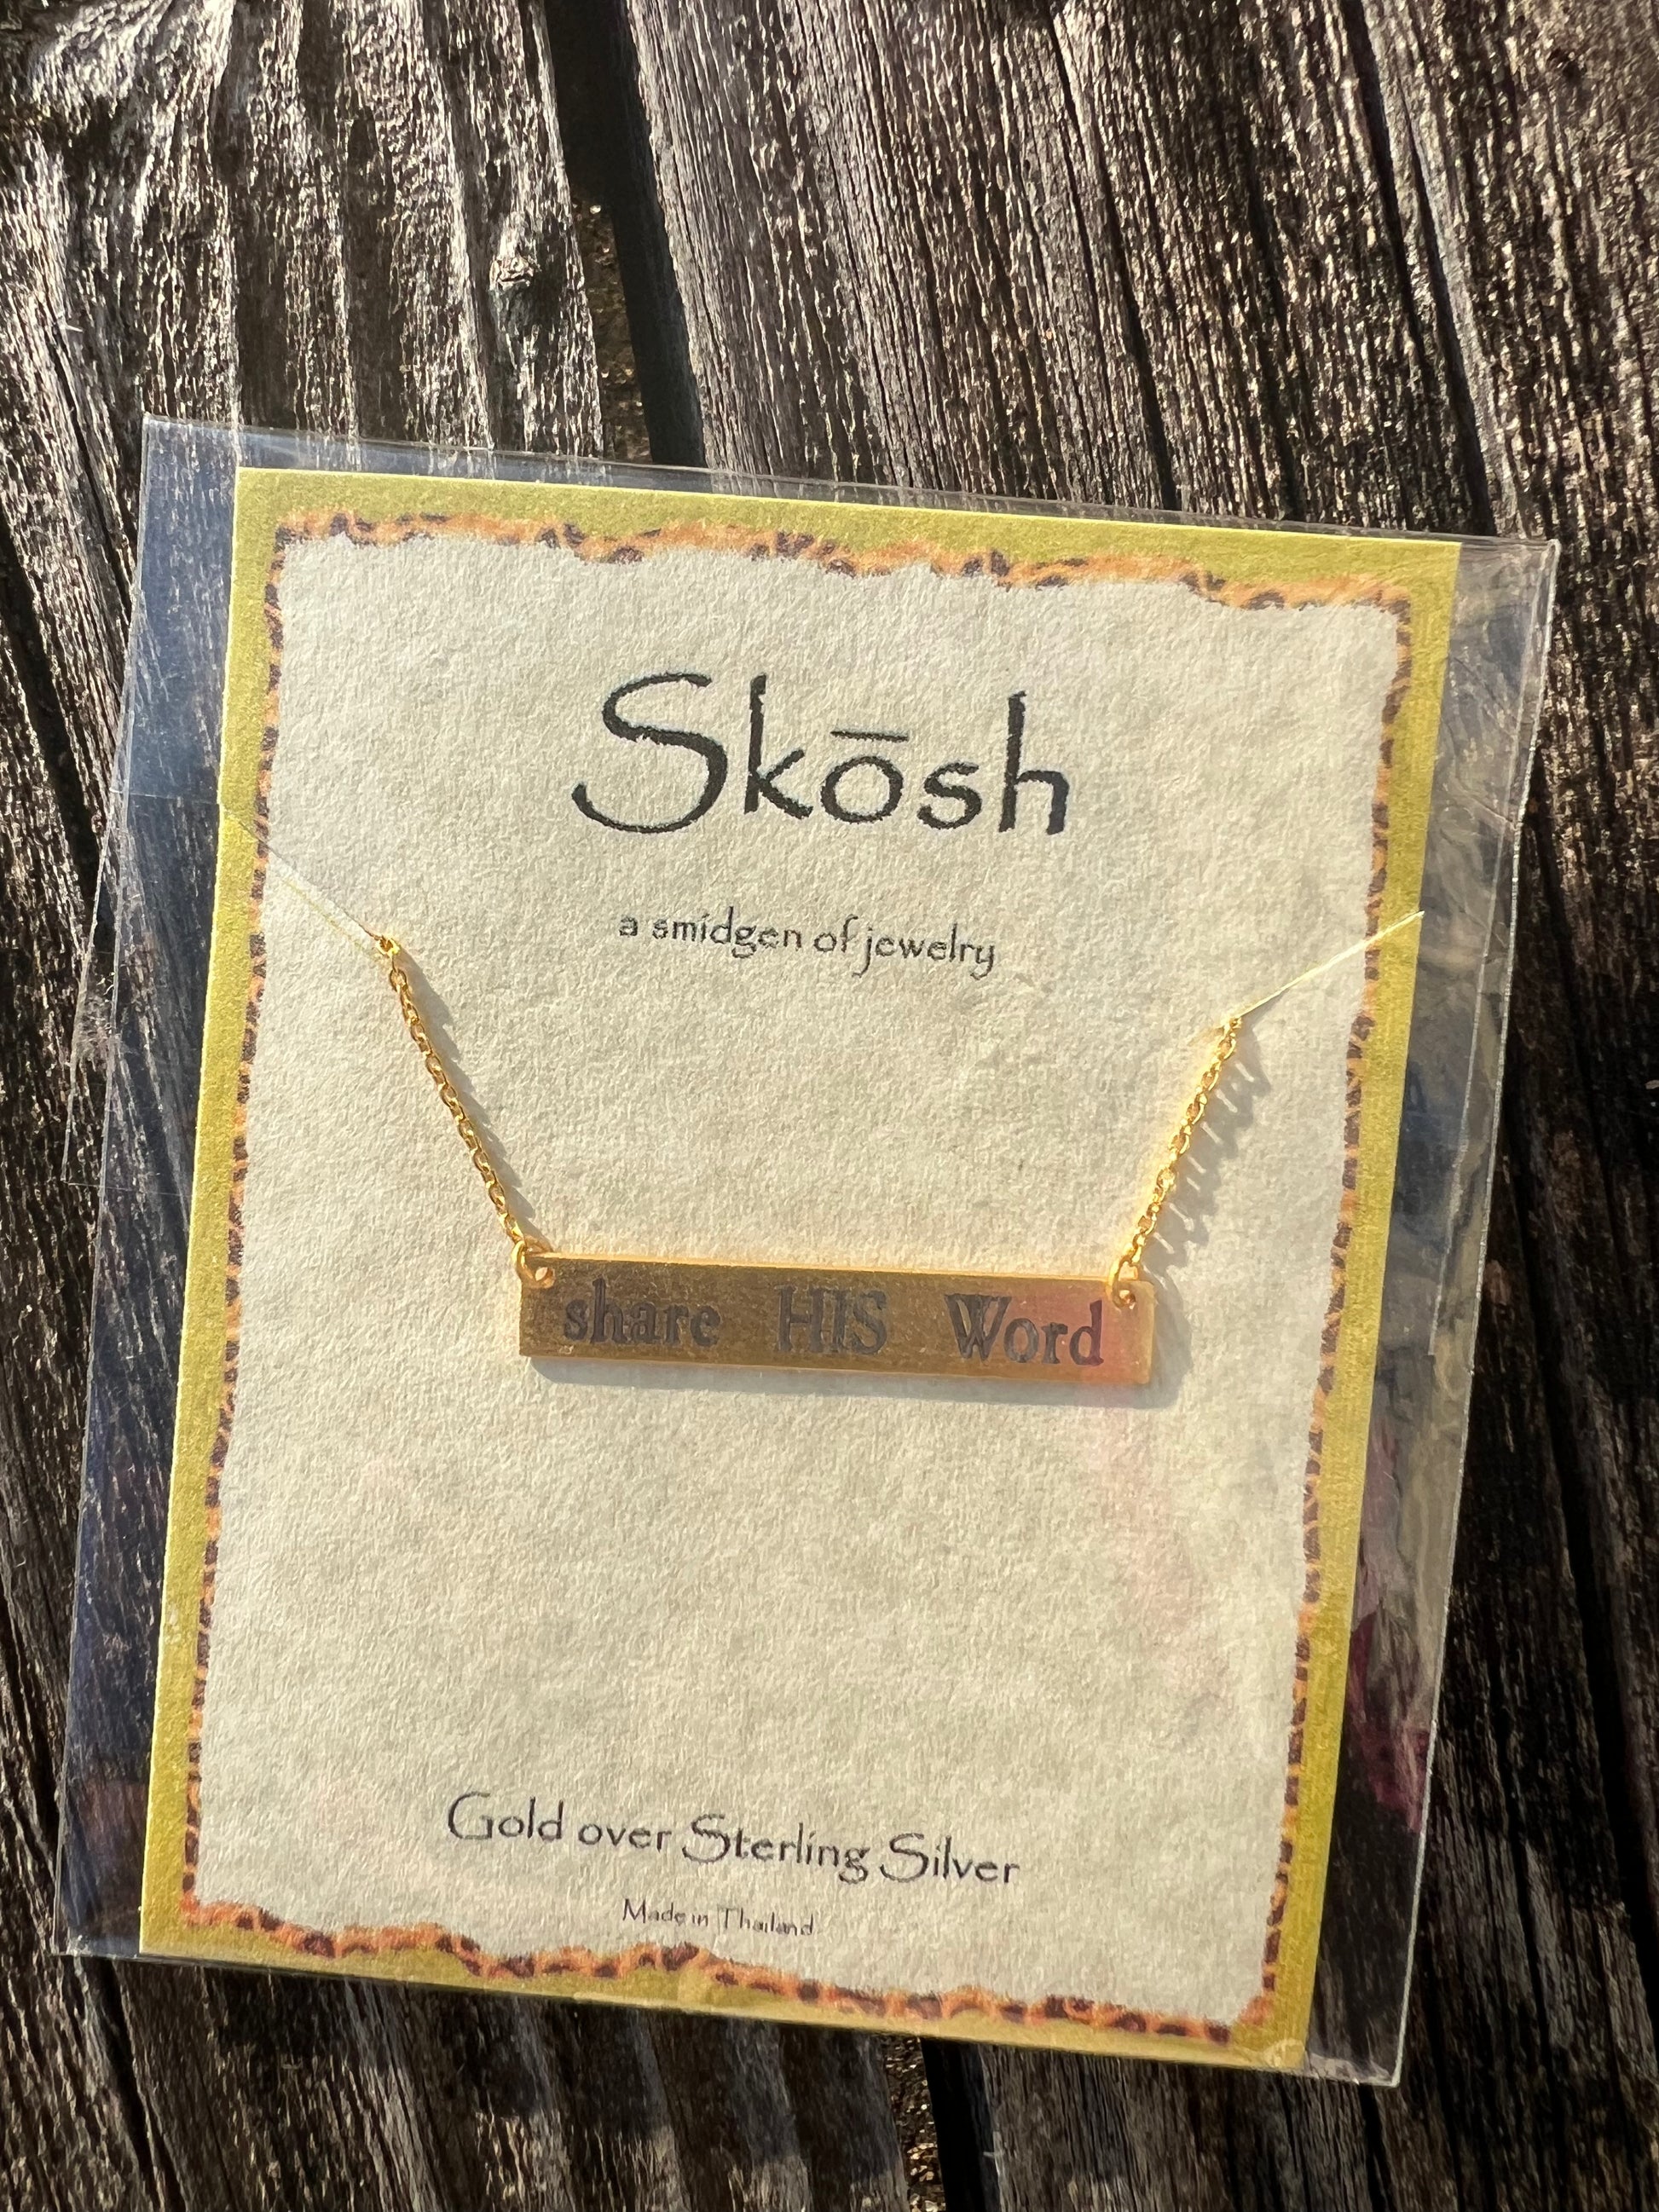 Skōsh
a smidgen of jewelry
share HIS Word
Gold over Sterling Silver
Made in Thailand